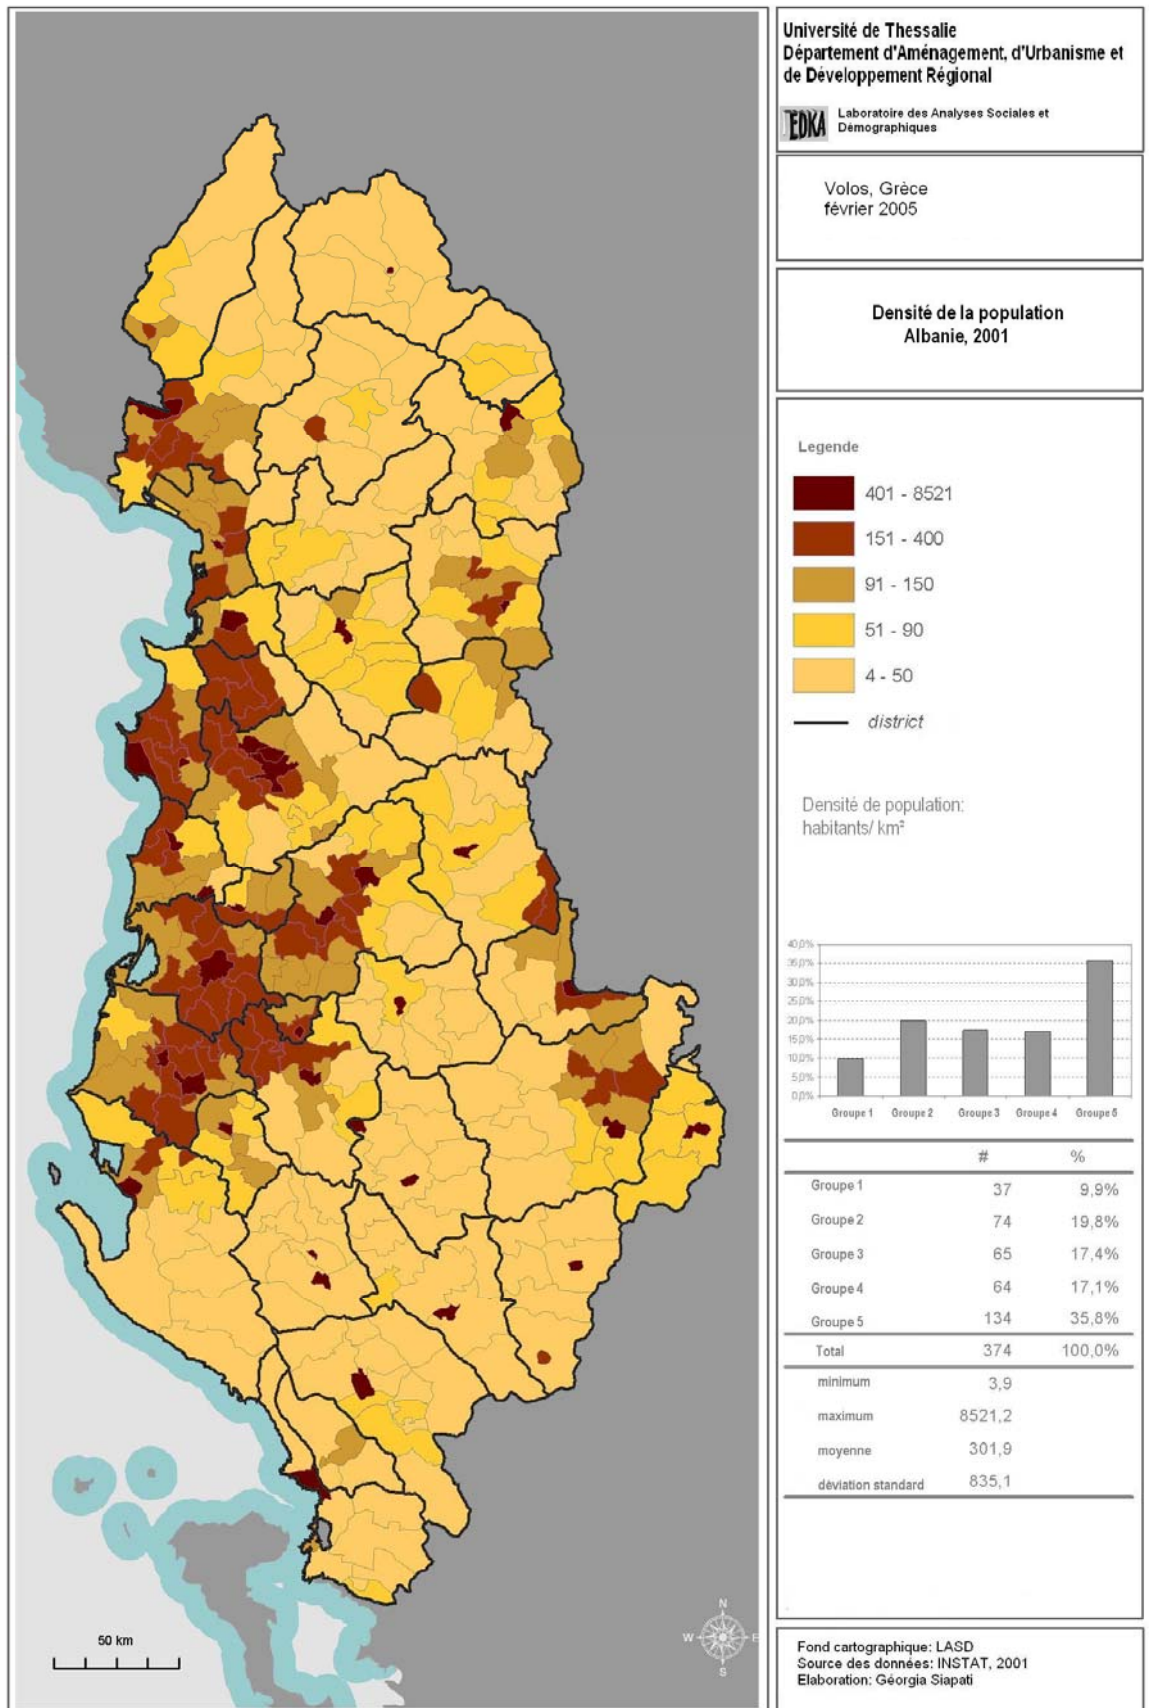 Université de Thessalie
Département d'Aménagement, d'Urbanisme et
de Développement Régional
EDKA
Laboratoire des Analyses Sociales et
Démographiques
Volos, Grèce
février 2005
Densité de la population
Albanie, 2001
Legende
401 - 8521
151 - 400
91 - 150
51 - 90
4 - 50
district
Densité de population:
habitants/ km²
40,0%
35,0%
30,0%
25,0%
20,0%
15,0%
10,0%
5,0%
0,0%
Groupe 1 Groupe 2 Groupe 3 Groupe 4 Groupe 5
# %
Groupe 1 37 9,9%
Groupe 2 74 19,8%
Groupe 3 65 17,4%
Groupe 4 64 17,1%
Groupe 5 134 35,8%
Total 374 100,0%
minimum 3,9
maximum 8521,2
moyenne 301,9
déviation standard 835,1
N
W E
S
50 km
Fond cartographique: LASD
Source des données: INSTAT, 2001
Elaboration: Géorgia Siapati